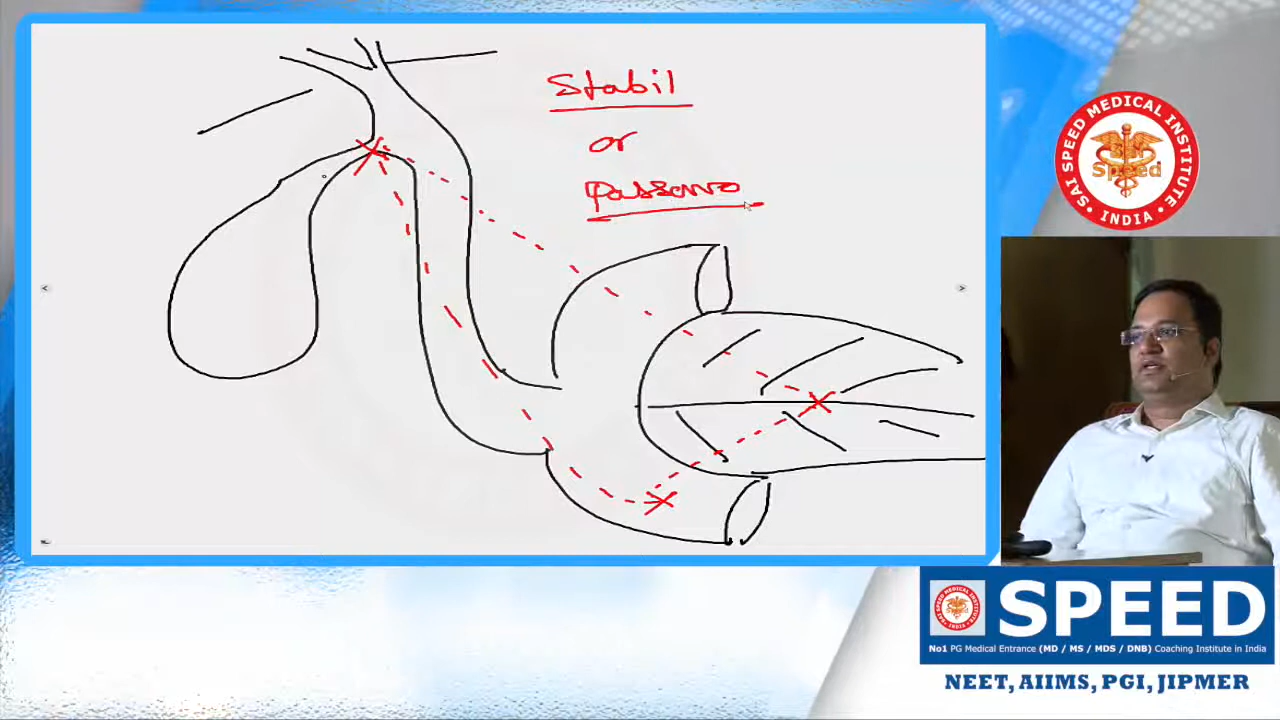 Stabil
or
Passaro
SAI SPEED MEDICAL INSTITUTE
Speed
INDIA
SPEED
No1 PG Medical Entrance (MD / MS / MDS / DNB) Coaching Institute in India
NEET, AIIMS, PGI, JIPMER